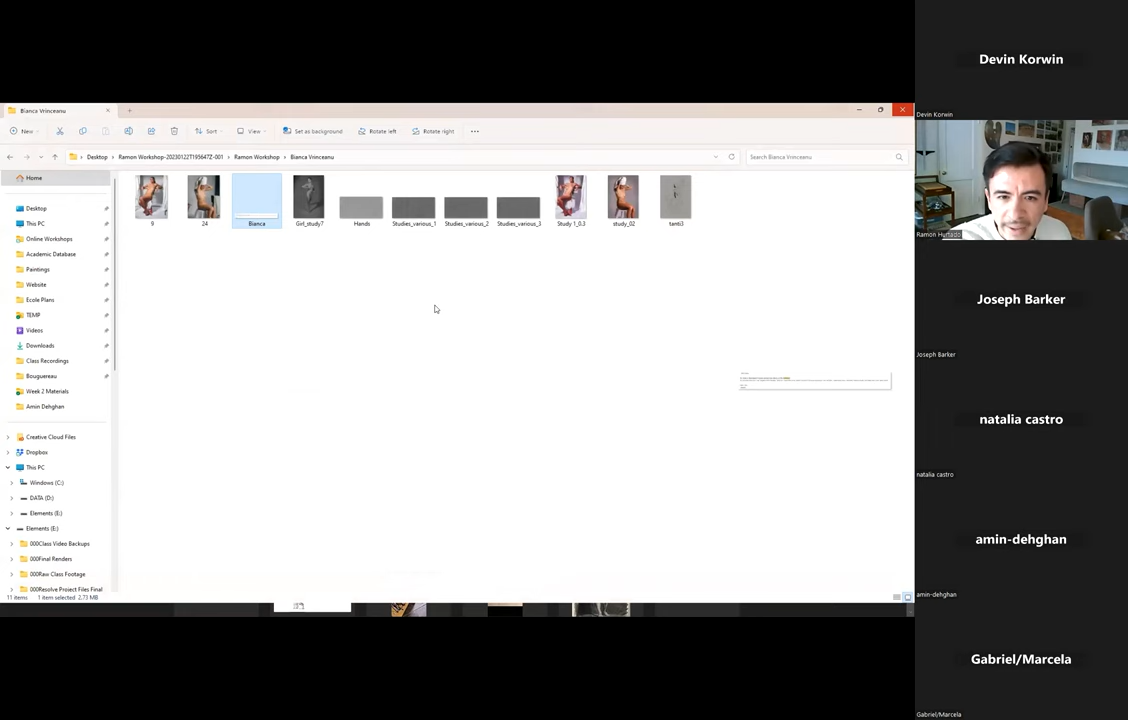 Bianca Vrinceanu
New
Sort
View
Set as background
Rotate left
Rotate right
Desktop > Ramon Workshop-20230122T195647Z-001 > Ramon Workshop > Bianca Vrinceanu
Search Bianca Vrinceanu
Home
Desktop
This PC
Online Workshops
Academic Database
Paintings
Website
Ecole Plans
TEMP
Videos
Downloads
Class Recordings
Bouguereau
Week 2 Materials
Amin Dehghan
Creative Cloud Files
Dropbox
This PC
Windows (C:)
DATA (D:)
Elements (E:)
Elements (E:)
000Class Video Backups
000Final Renders
000Raw Class Footage
000Resolve Project Files Final
9
24
Bianca
Girl_study7
Hands
Studies_various_1
Studies_various_2
Studies_various_3
Study 1_0.3
study_02
tanti3
11 items
1 item selected 2.73 MB
Devin Korwin
Devin Korwin
Ramon Hurtado
Joseph Barker
Joseph Barker
natalia castro
natalia castro
amin-dehghan
amin-dehghan
Gabriel/Marcela
Gabriel/Marcela